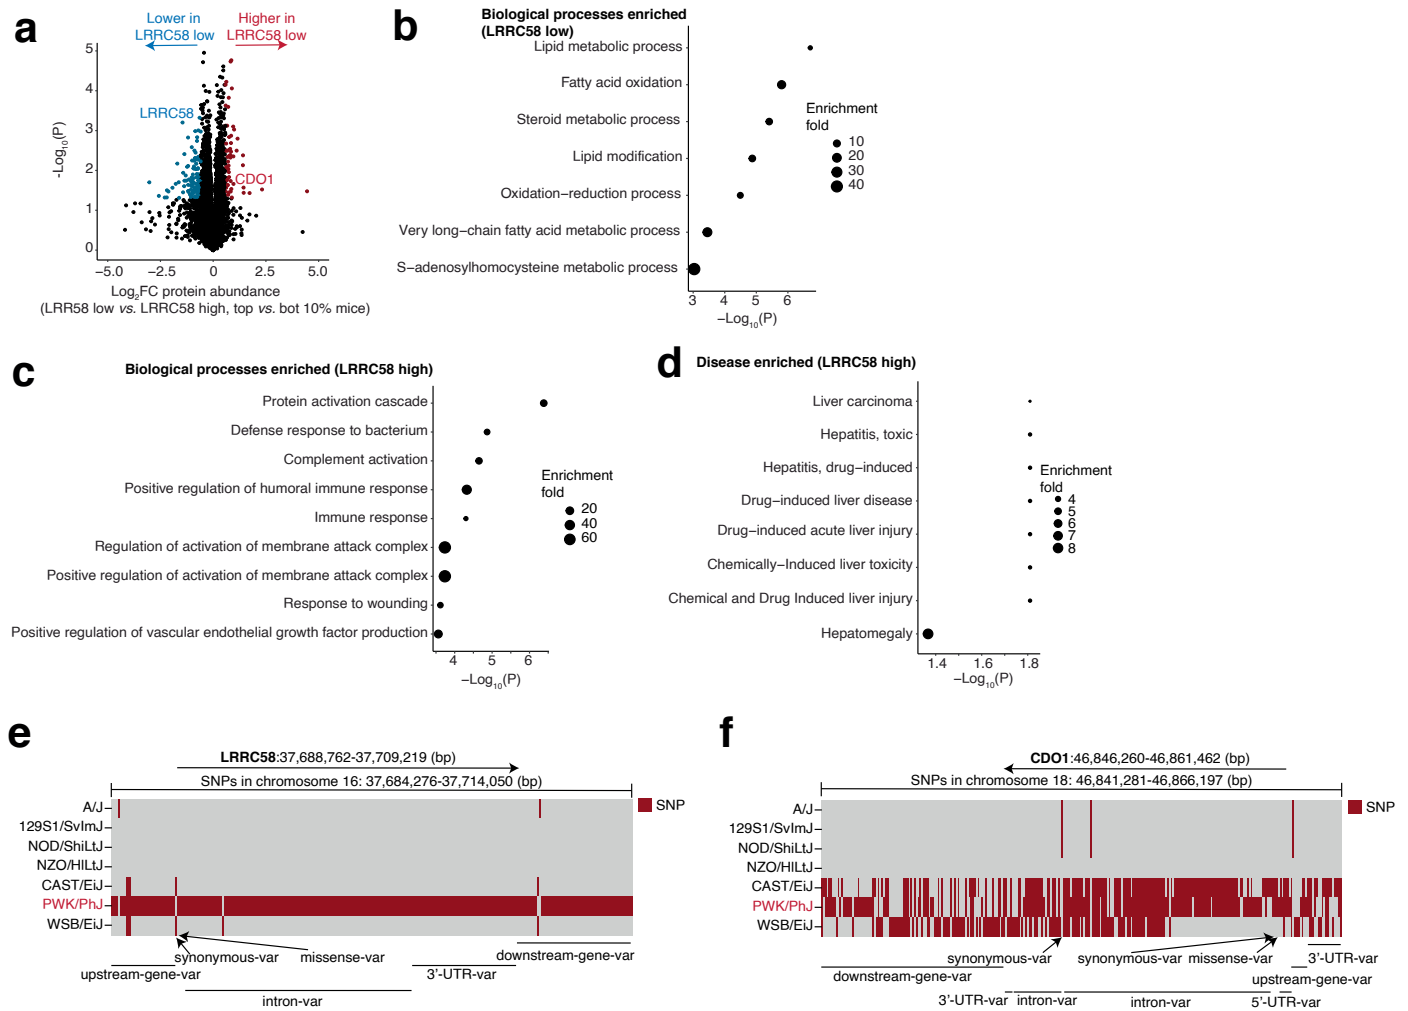 a
Lower in
LRRC58 low
Higher in
LRRC58 low
5
4
3
2
1
0
-Log10(P)
LRRC58
CDO1
−5.0
−2.5
0
2.5
5.0
Log2FC protein abundance
(LRR58 low vs. LRRC58 high, top vs. bot 10% mice)
b
Biological processes enriched
(LRRC58 low)
Lipid metabolic process
Fatty acid oxidation
Steroid metabolic process
Lipid modification
Oxidation−reduction process
Very long−chain fatty acid metabolic process
S−adenosylhomocysteine metabolic process
3
4
5
6
−Log10(P)
Enrichment
fold
10
20
30
40
c
Biological processes enriched (LRRC58 high)
Protein activation cascade
Defense response to bacterium
Complement activation
Positive regulation of humoral immune response
Immune response
Regulation of activation of membrane attack complex
Positive regulation of activation of membrane attack complex
Response to wounding
Positive regulation of vascular endothelial growth factor production
4
5
6
−Log10(P)
Enrichment
fold
20
40
60
d
Disease enriched (LRRC58 high)
Liver carcinoma
Hepatitis, toxic
Hepatitis, drug−induced
Drug−induced liver disease
Drug−induced acute liver injury
Chemically−Induced liver toxicity
Chemical and Drug Induced liver injury
Hepatomegaly
1.4
1.6
1.8
−Log10(P)
Enrichment
fold
4
5
6
7
8
e
LRRC58:37,688,762-37,709,219 (bp)
SNPs in chromosome 16: 37,684,276-37,714,050 (bp)
SNP
A/J
129S1/SvImJ
NOD/ShiLtJ
NZO/HlLtJ
CAST/EiJ
PWK/PhJ
WSB/EiJ
synonymous-var
missense-var
downstream-gene-var
upstream-gene-var
3'-UTR-var
intron-var
f
CDO1:46,846,260-46,861,462 (bp)
SNPs in chromosome 18: 46,841,281-46,866,197 (bp)
SNP
A/J
129S1/SvImJ
NOD/ShiLtJ
NZO/HlLtJ
CAST/EiJ
PWK/PhJ
WSB/EiJ
synonymous-var
synonymous-var
missense-var
3'-UTR-var
downstream-gene-var
upstream-gene-var
3'-UTR-var
intron-var
intron-var
5'-UTR-var